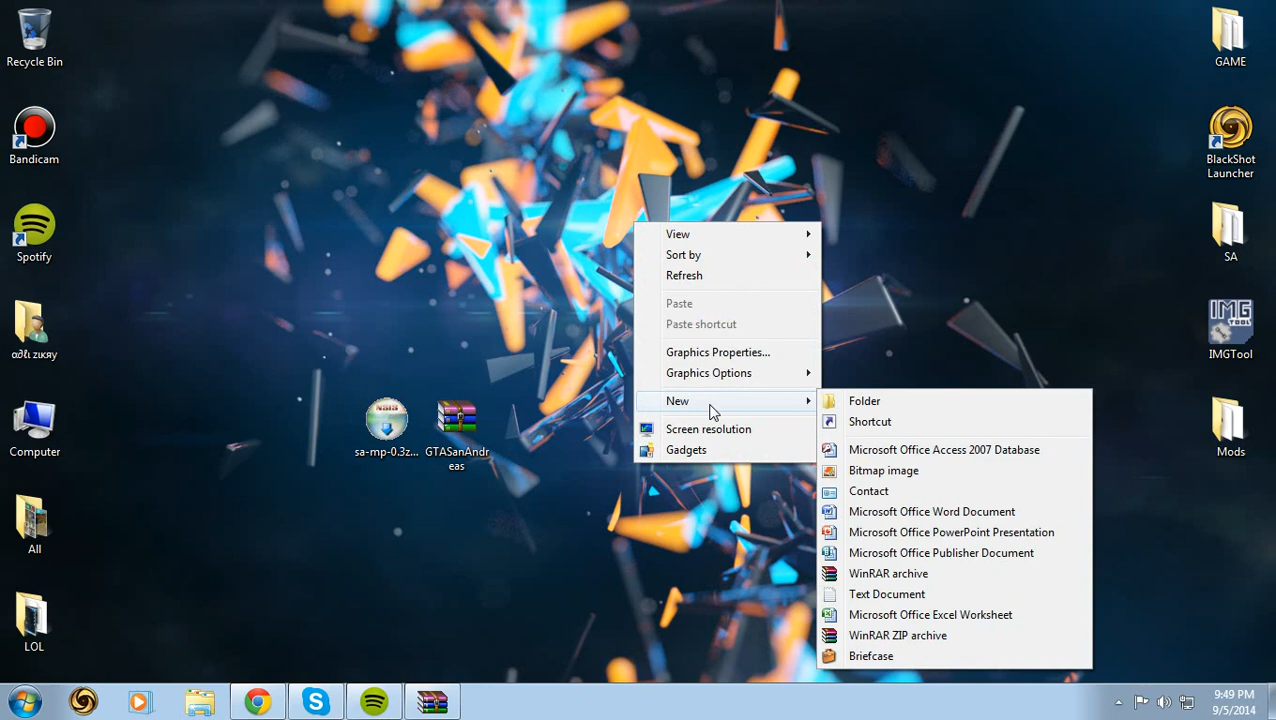 Recycle Bin
Bandicam
Spotify
Computer
All
LOL
sa-mp-0.3z...
GTASanAndr
eas
View
Sort by
Refresh
Paste
Paste shortcut
Graphics Properties...
Graphics Options
New
Screen resolution
Gadgets
Folder
Shortcut
Microsoft Office Access 2007 Database
Bitmap image
Contact
Microsoft Office Word Document
Microsoft Office PowerPoint Presentation
Microsoft Office Publisher Document
WinRAR archive
Text Document
Microsoft Office Excel Worksheet
WinRAR ZIP archive
Briefcase
GAME
BlackShot
Launcher
SA
IMG
TOOL
IMGTool
Mods
9:49 PM
9/5/2014